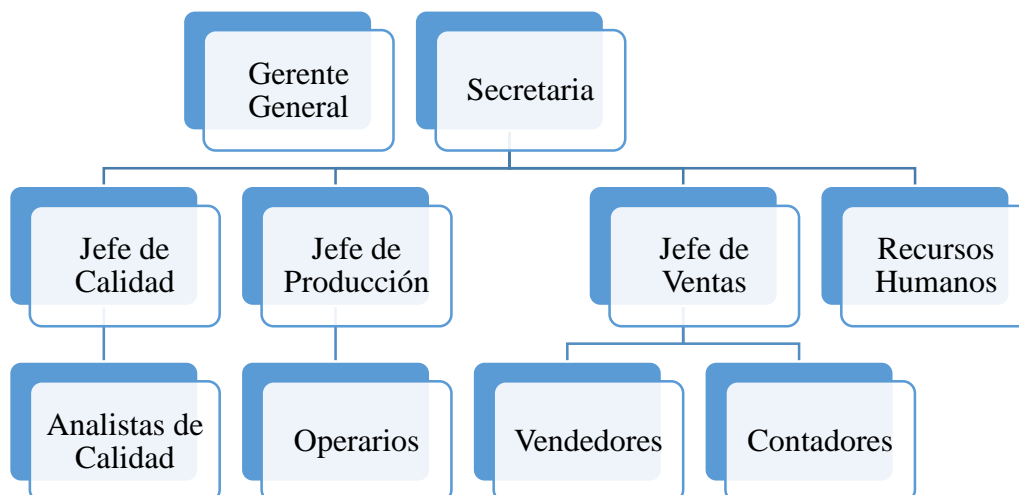 Gerente
General
Secretaria
Jefe de
Calidad
Jefe de
Producción
Jefe de
Ventas
Recursos
Humanos
Analistas de
Calidad
Operarios
Vendedores
Contadores